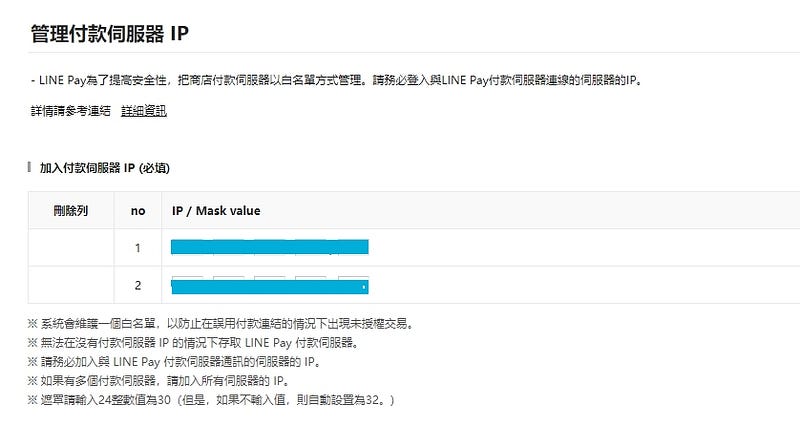 管理付款伺服器 IP
- LINE Pay為了提高安全性，把商店付款伺服器以白名單方式管理。請務必登入與LINE Pay付款伺服器連線的伺服器的IP。
詳情請參考連結 詳細資訊
加入付款伺服器 IP (必填)
刪除列 no IP / Mask value
1
2
※ 系統會維護一個白名單，以防止在誤用付款連結的情況下出現未授權交易。
※ 無法在沒有付款伺服器 IP 的情況下存取 LINE Pay 付款伺服器。
※ 請務必加入與 LINE Pay 付款伺服器通訊的伺服器的 IP。
※ 如果有多個付款伺服器，請加入所有伺服器的 IP。
※ 遮罩請輸入24整數值為30（但是，如果不輸入值，則自動設置為32。）